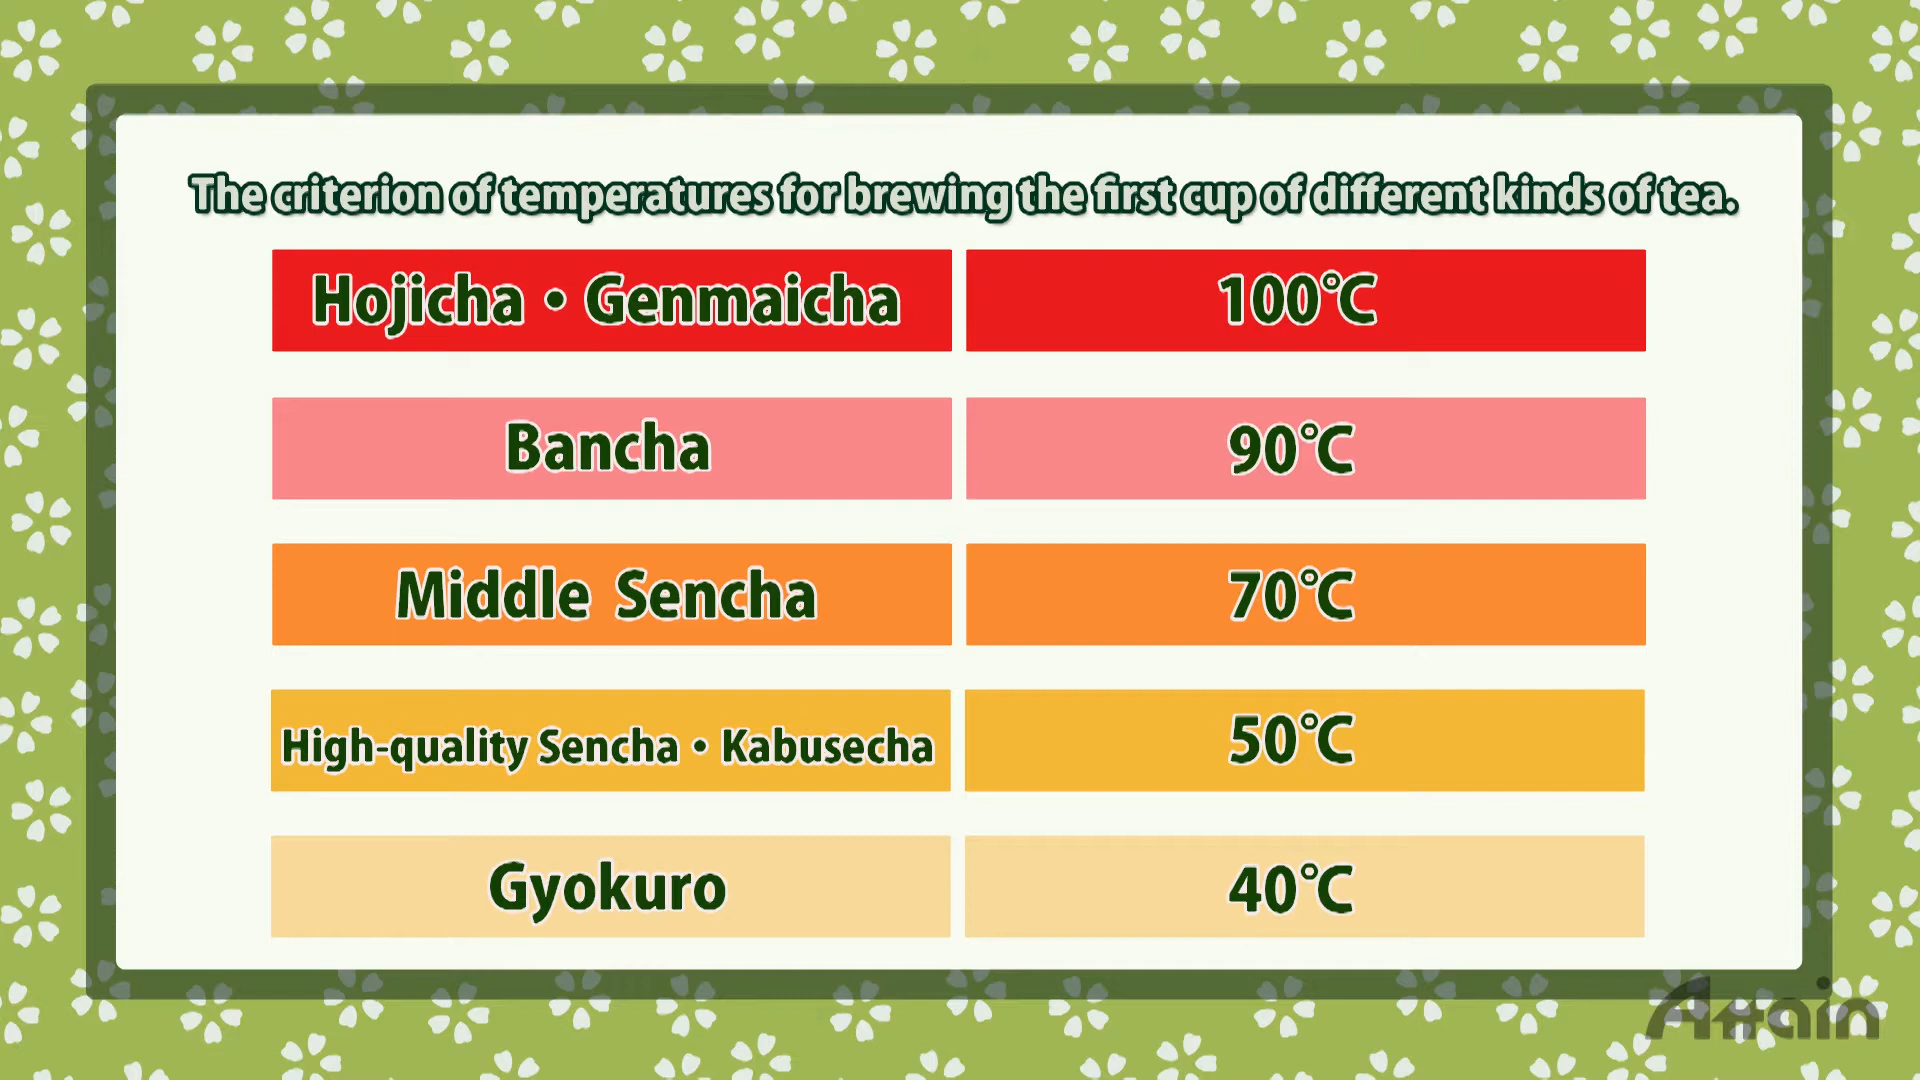 The criterion of temperatures for brewing the first cup of different kinds of tea.
Hojicha・Genmaicha 100℃
Bancha 90℃
Middle Sencha 70℃
High-quality Sencha・Kabusecha 50℃
Gyokuro 40℃
Attain